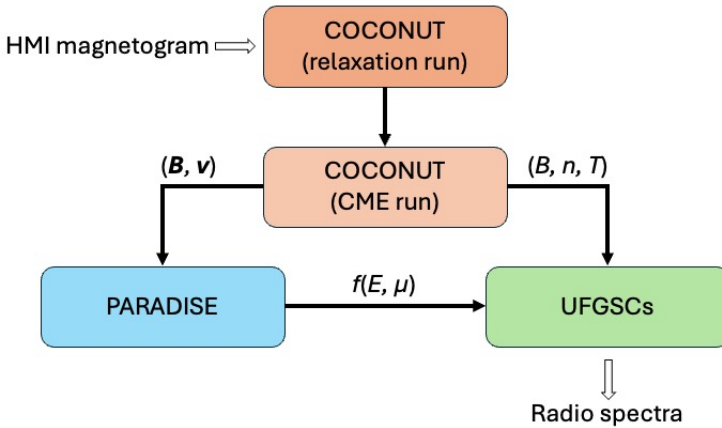 HMI magnetogram
COCONUT
(relaxation run)
(B, v)
COCONUT
(CME run)
(B, n, T)
PARADISE
f(E, μ)
UFGSCs
Radio spectra